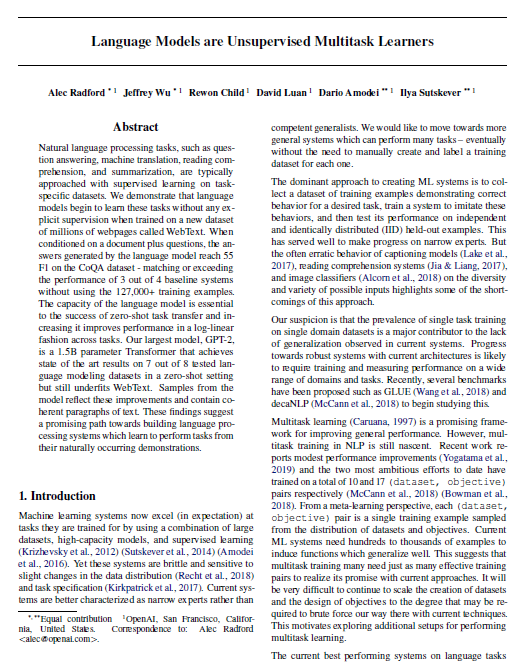 Language Models are Unsupervised Multitask Learners
Alec Radford * 1 Jeffrey Wu * 1 Rewon Child 1 David Luan 1 Dario Amodei ** 1 Ilya Sutskever ** 1
Abstract
Natural language processing tasks, such as ques-
tion answering, machine translation, reading com-
prehension, and summarization, are typically
approached with supervised learning on task-
specific datasets. We demonstrate that language
models begin to learn these tasks without any ex-
plicit supervision when trained on a new dataset
of millions of webpages called WebText. When
conditioned on a document plus questions, the an-
swers generated by the language model reach 55
F1 on the CoQA dataset - matching or exceeding
the performance of 3 out of 4 baseline systems
without using the 127,000+ training examples.
The capacity of the language model is essential
to the success of zero-shot task transfer and in-
creasing it improves performance in a log-linear
fashion across tasks. Our largest model, GPT-2,
is a 1.5B parameter Transformer that achieves
state of the art results on 7 out of 8 tested lan-
guage modeling datasets in a zero-shot setting
but still underfits WebText. Samples from the
model reflect these improvements and contain co-
herent paragraphs of text. These findings suggest
a promising path towards building language pro-
cessing systems which learn to perform tasks from
their naturally occurring demonstrations.
1. Introduction
Machine learning systems now excel (in expectation) at
tasks they are trained for by using a combination of large
datasets, high-capacity models, and supervised learning
(Krizhevsky et al., 2012) (Sutskever et al., 2014) (Amodei
et al., 2016). Yet these systems are brittle and sensitive to
slight changes in the data distribution (Recht et al., 2018)
and task specification (Kirkpatrick et al., 2017). Current sys-
tems are better characterized as narrow experts rather than
*, **Equal contribution 1OpenAI, San Francisco, Califor-
nia, United States. Correspondence to: Alec Radford
<alec@openai.com>.
competent generalists. We would like to move towards more
general systems which can perform many tasks – eventually
without the need to manually create and label a training
dataset for each one.
The dominant approach to creating ML systems is to col-
lect a dataset of training examples demonstrating correct
behavior for a desired task, train a system to imitate these
behaviors, and then test its performance on independent
and identically distributed (IID) held-out examples. This
has served well to make progress on narrow experts. But
the often erratic behavior of captioning models (Lake et al.,
2017), reading comprehension systems (Jia & Liang, 2017),
and image classifiers (Alcorn et al., 2018) on the diversity
and variety of possible inputs highlights some of the short-
comings of this approach.
Our suspicion is that the prevalence of single task training
on single domain datasets is a major contributor to the lack
of generalization observed in current systems. Progress
towards robust systems with current architectures is likely
to require training and measuring performance on a wide
range of domains and tasks. Recently, several benchmarks
have been proposed such as GLUE (Wang et al., 2018) and
decaNLP (McCann et al., 2018) to begin studying this.
Multitask learning (Caruana, 1997) is a promising frame-
work for improving general performance. However, mul-
titask training in NLP is still nascent. Recent work re-
ports modest performance improvements (Yogatama et al.,
2019) and the two most ambitious efforts to date have
trained on a total of 10 and 17 (dataset, objective)
pairs respectively (McCann et al., 2018) (Bowman et al.,
2018). From a meta-learning perspective, each (dataset,
objective) pair is a single training example sampled
from the distribution of datasets and objectives. Current
ML systems need hundreds to thousands of examples to
induce functions which generalize well. This suggests that
multitask training many need just as many effective training
pairs to realize its promise with current approaches. It will
be very difficult to continue to scale the creation of datasets
and the design of objectives to the degree that may be re-
quired to brute force our way there with current techniques.
This motivates exploring additional setups for performing
multitask learning.
The current best performing systems on language tasks